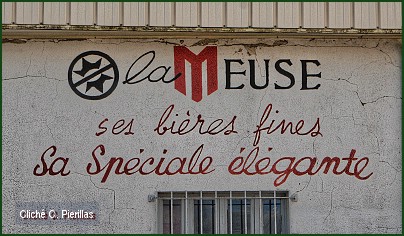 la MEUSE
ses bières fines
Sa Spéciale élégante
Cliché C. Pierillas